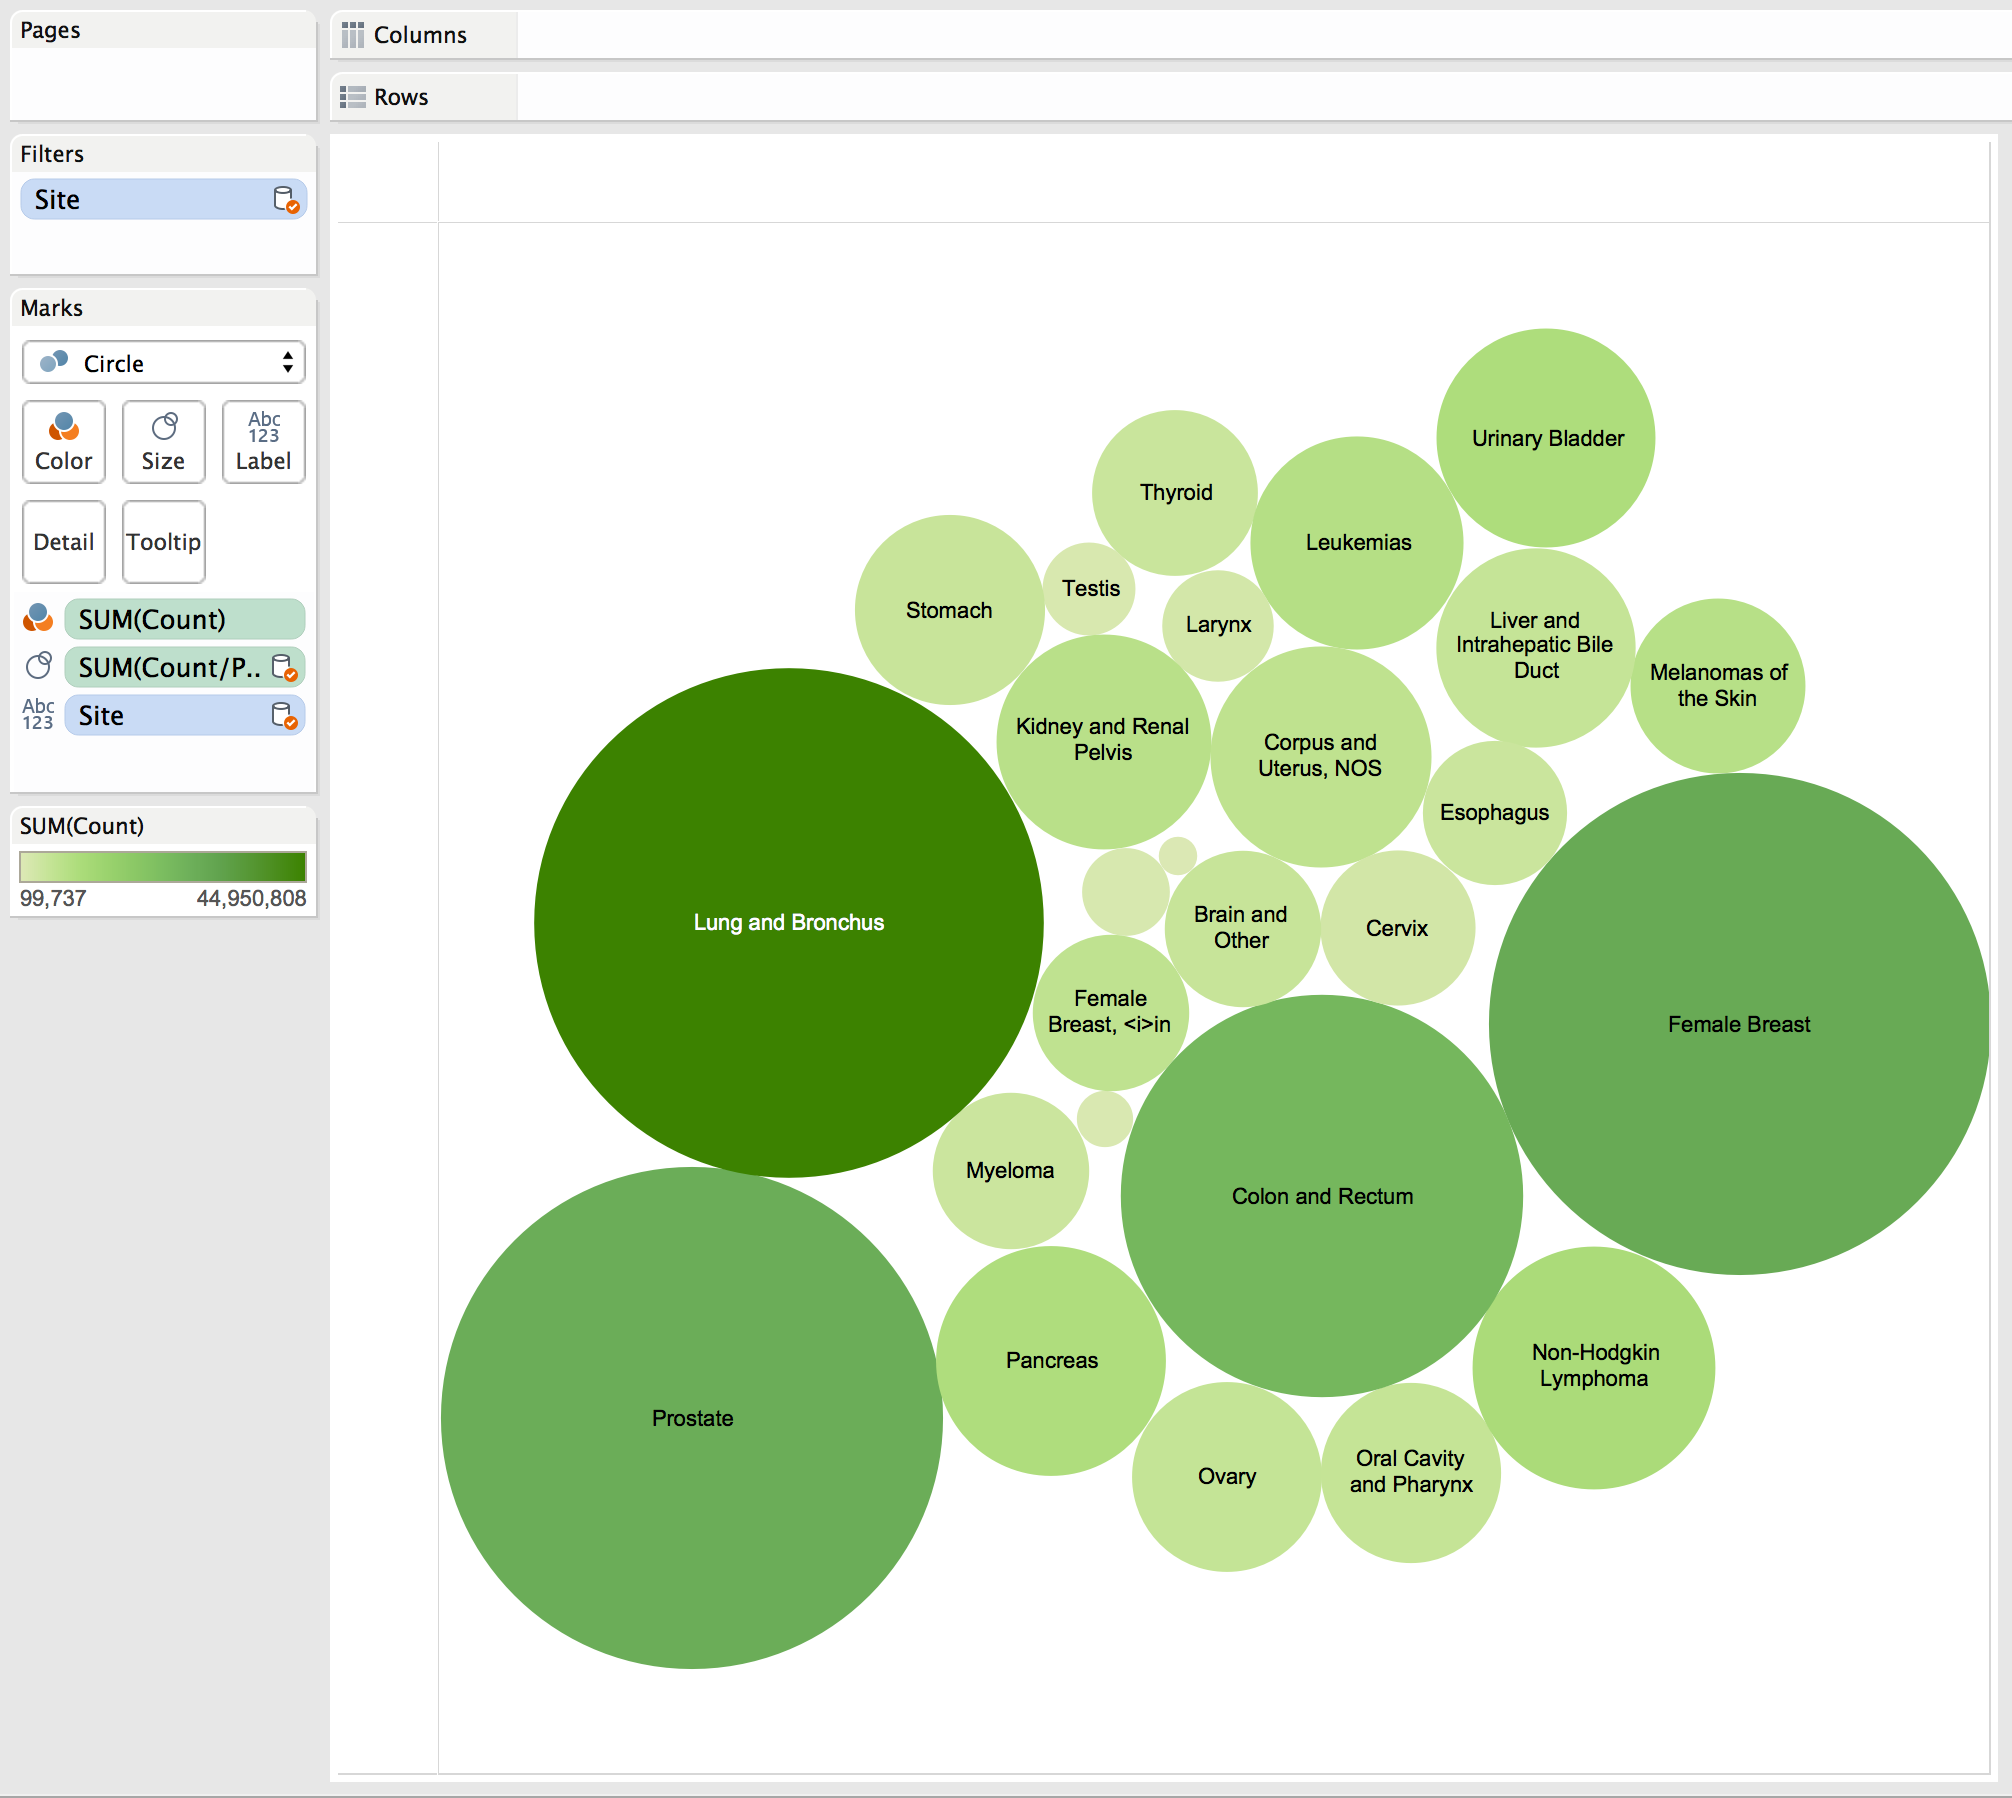 Pages
Columns
Rows
Filters
Site
Marks
Circle
Color
Size
Abc
123
Label
Detail
Tooltip
SUM(Count)
SUM(Count/P..
Abc
123
Site
SUM(Count)
99,737
44,950,808
Urinary Bladder
Thyroid
Leukemias
Stomach
Testis
Larynx
Liver and
Intrahepatic Bile
Duct
Melanomas of
the Skin
Kidney and Renal
Pelvis
Corpus and
Uterus, NOS
Esophagus
Lung and Bronchus
Brain and
Other
Cervix
Female
Breast, <i>in
Female Breast
Myeloma
Colon and Rectum
Pancreas
Non-Hodgkin
Lymphoma
Prostate
Ovary
Oral Cavity
and Pharynx